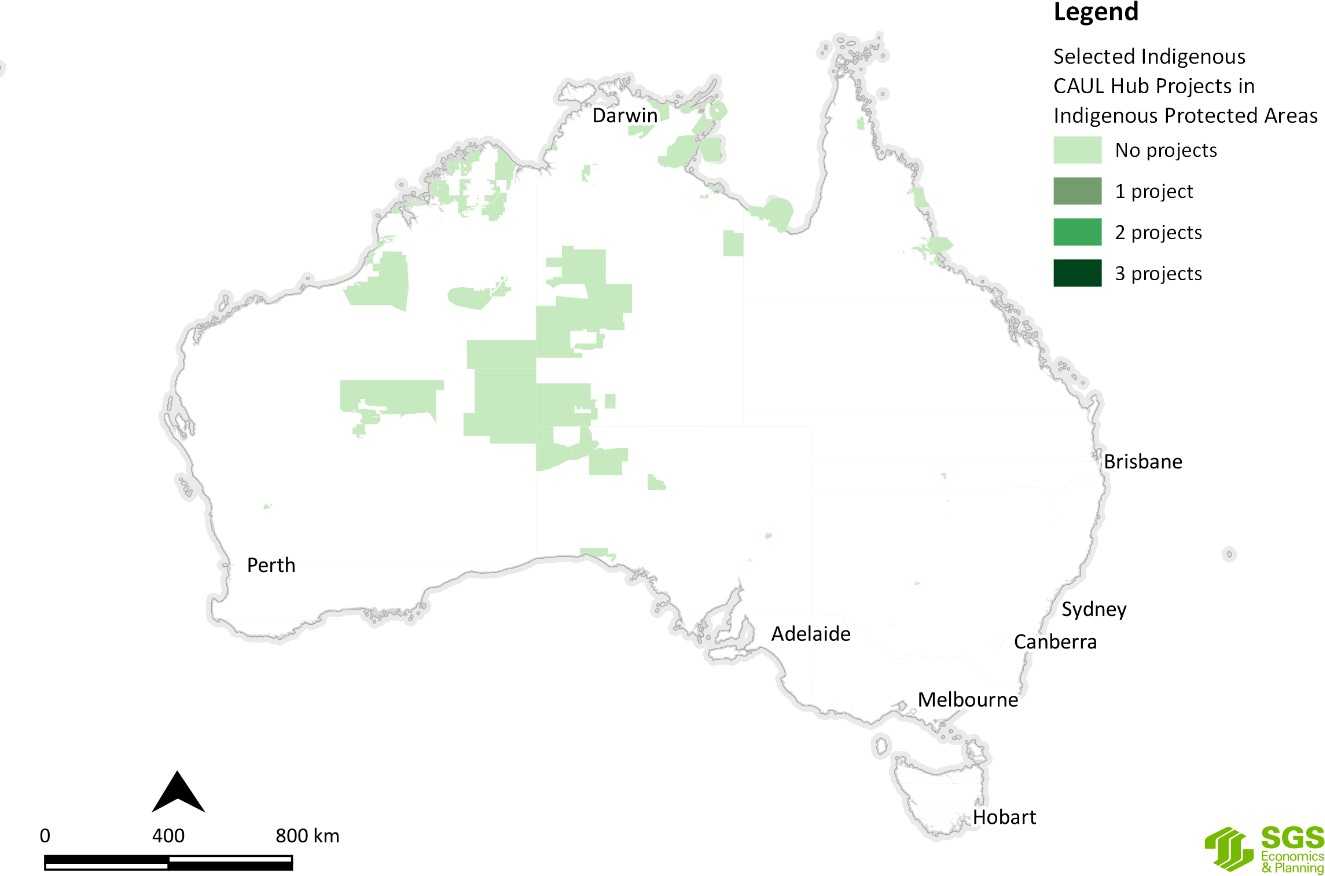 Legend
Selected Indigenous
CAUL Hub Projects in
Indigenous Protected Areas
No projects
1 project
2 projects
3 projects
Darwin
Brisbane
Perth
Sydney
Adelaide
Canberra
Melbourne
Hobart
0 400 800 km
SGS
Economics
& Planning